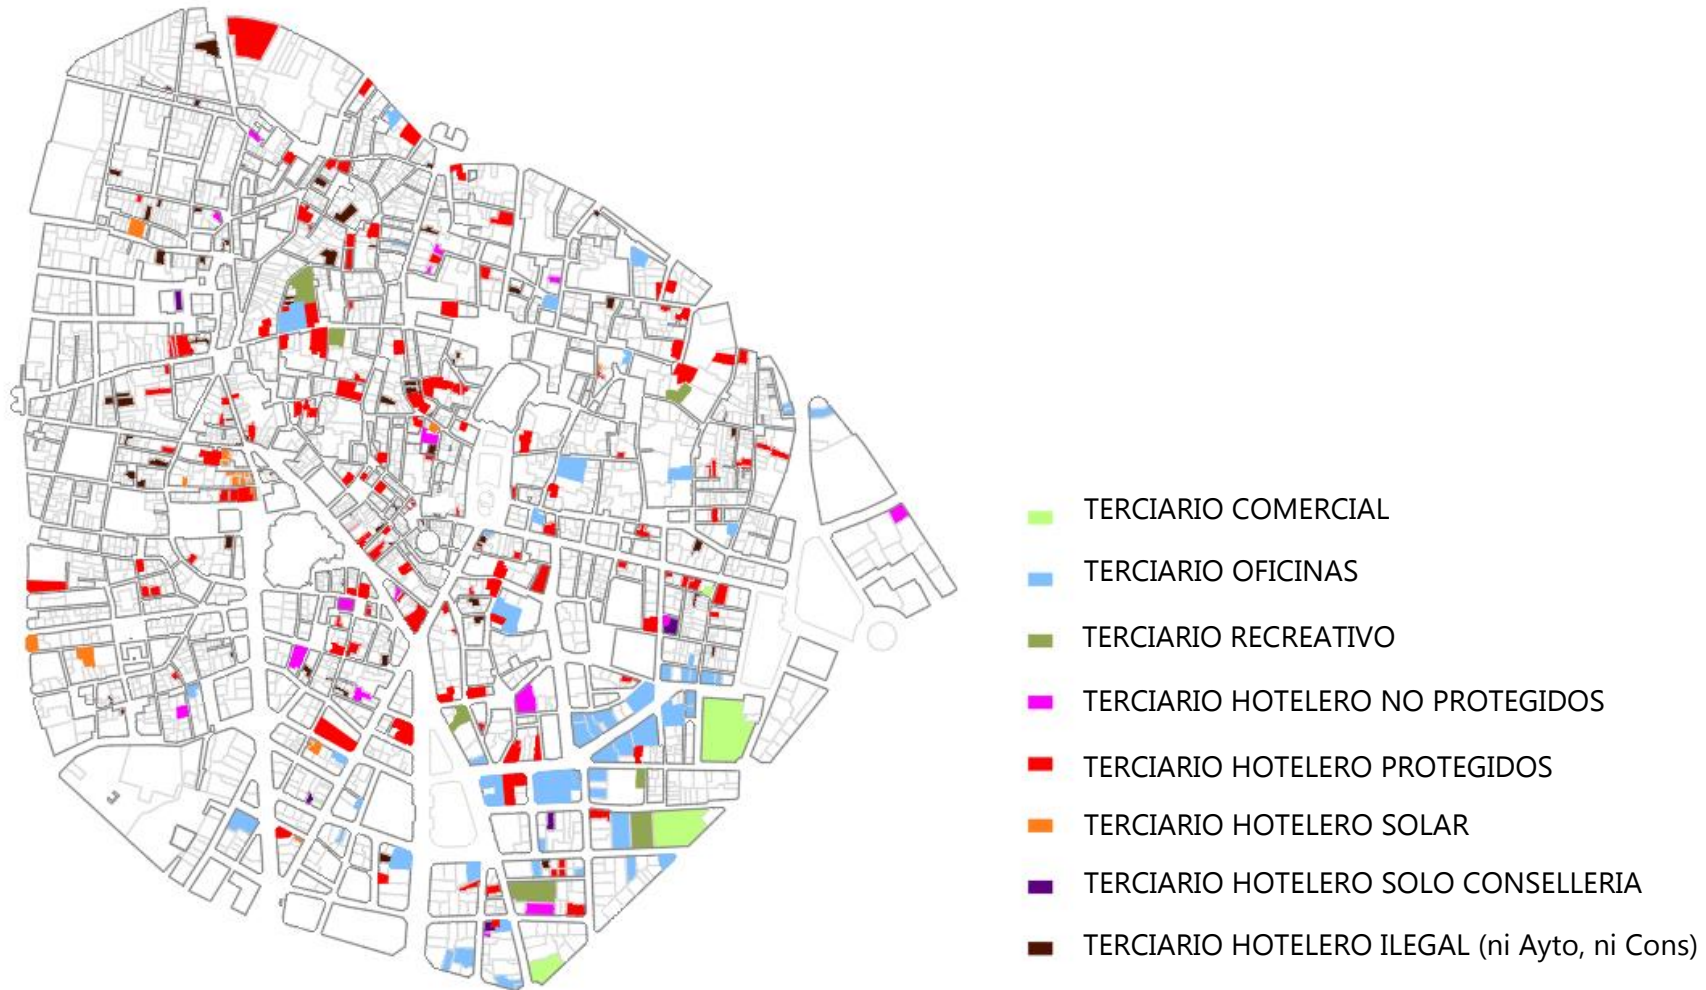 TERCIARIO COMERCIAL
TERCIARIO OFICINAS
TERCIARIO RECREATIVO
TERCIARIO HOTELERO NO PROTEGIDOS
TERCIARIO HOTELERO PROTEGIDOS
TERCIARIO HOTELERO SOLAR
TERCIARIO HOTELERO SOLO CONSELLERIA
TERCIARIO HOTELERO ILEGAL (ni Ayto, ni Cons)